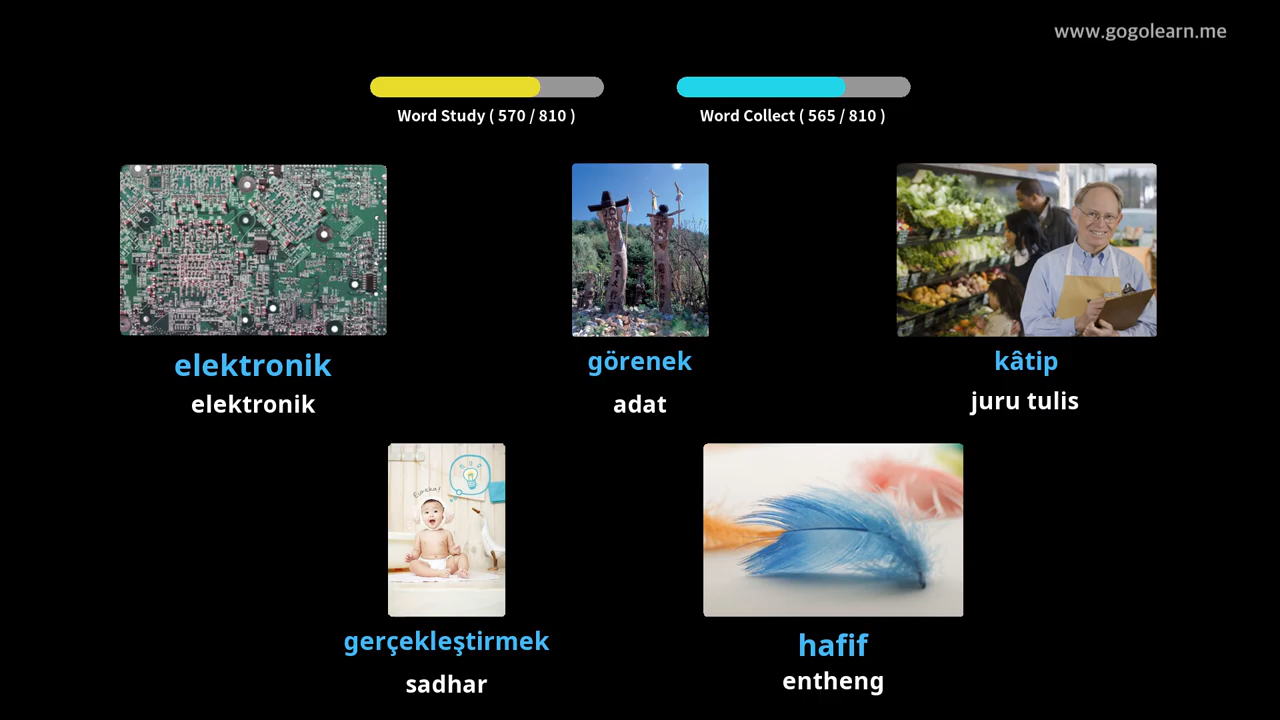 www.gogolearn.me
Word Study ( 570 / 810 )
Word Collect ( 565 / 810 )
elektronik
elektronik
görenek
adat
kâtip
juru tulis
Eureka!
gerçekleştirmek
sadhar
hafif
entheng